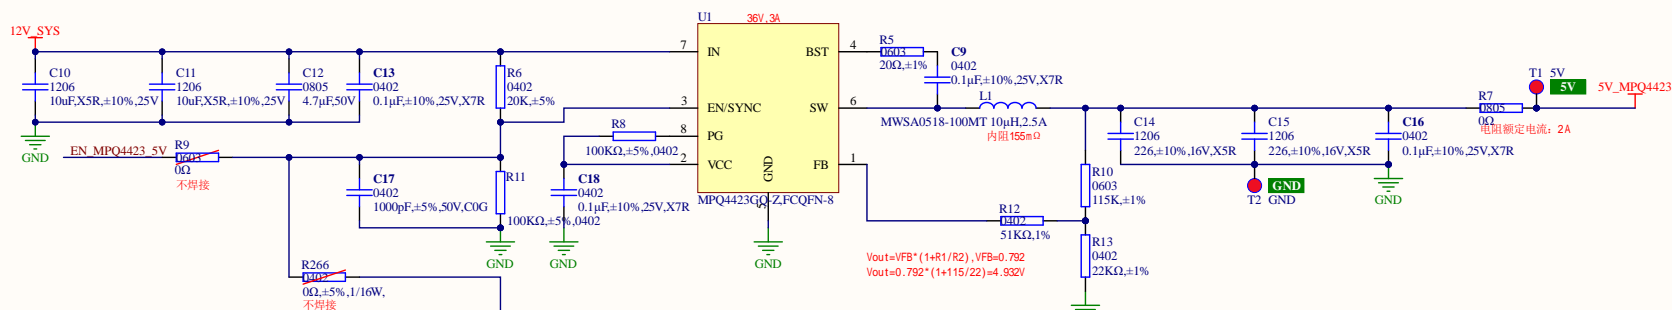 12V_SYS
C10
1206
10uF,X5R,±10%,25V
C11
1206
10uF,X5R,±10%,25V
C12
0805
4.7μF,50V
C13
0402
0.1μF,±10%,25V,X7R
R6
0402
20K,±5%
GND
EN_MPQ4423_5V
R9
0603
0Ω
不焊接
C17
0402
1000pF,±5%,50V,C0G
R11
100KΩ,±5%,0402
GND
R266
0402
0Ω,±5%,1/16W,
不焊接
R8
100KΩ,±5%,0402
C18
0402
0.1μF,±10%,25V,X7R
GND
U1
36V,3A
7
IN
3
EN/SYNC
8
PG
2
VCC
BST
4
SW
6
FB
1
GND
5
MPQ4423GQ-Z,FCQFN-8
GND
R5
0603
20Ω,±1%
C9
0402
0.1μF,±10%,25V,X7R
L1
MWSA0518-100MT 10μH,2.5A
内阻155mΩ
R12
0402
51KΩ,1%
R10
0603
115K,±1%
R13
0402
22KΩ,±1%
Vout=VFB*(1+R1/R2),VFB=0.792
Vout=0.792*(1+115/22)=4.932V
C14
1206
226,±10%,16V,X5R
C15
1206
226,±10%,16V,X5R
C16
0402
0.1μF,±10%,25V,X7R
GND
T2
GND
GND
R7
0805
0Ω
电阻额定电流：2A
T1
5V
5V
5V_MPQ4423